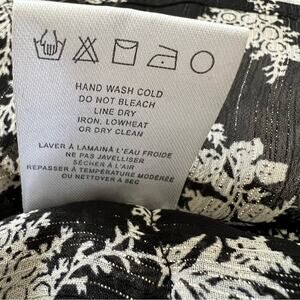 HAND WASH COLD
DO NOT BLEACH
LINE DRY
IRON, LOWHEAT
OR DRY CLEAN
LAVER À LAMAINÀ L'EAU FROIDE
NE PAS JAVELLISER
SÉCHER À L'AIR
REPASSER À TEMPÉRATURE MODÉRÉE
OU NETTOYER À SEC